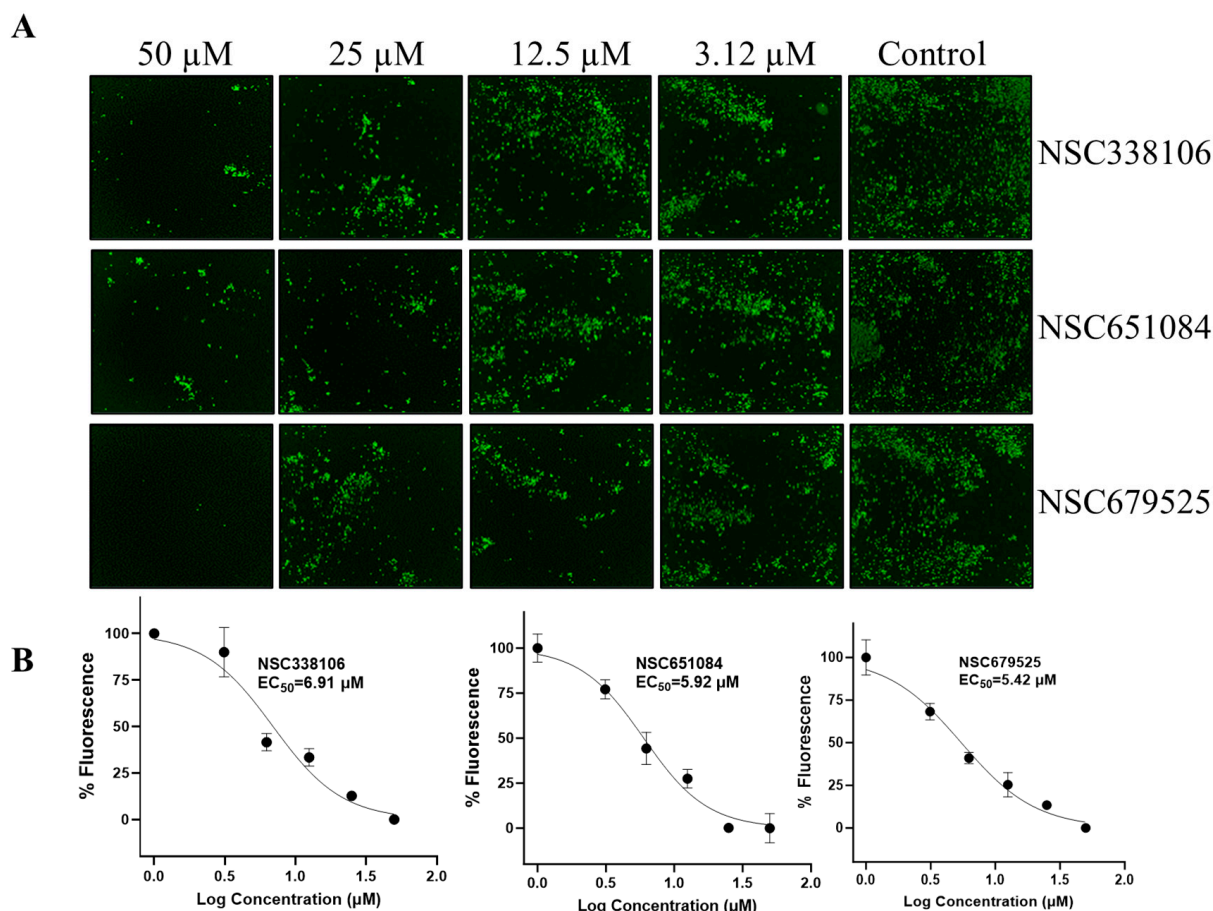 A
50 µM 25 µM 12.5 µM 3.12 µM Control
NSC338106
NSC651084
NSC679525
B
% Fluorescence
100
75
50
25
0
NSC338106
EC50=6.91 µM
0.0 0.5 1.0 1.5 2.0
Log Concentration (µM)
% Fluorescence
100
75
50
25
0
NSC651084
EC50=5.92 µM
0.0 0.5 1.0 1.5 2.0
Log Concentration (µM)
% Fluorescence
100
75
50
25
0
NSC679525
EC50=5.42 µM
0.0 0.5 1.0 1.5 2.0
Log Concentration (µM)